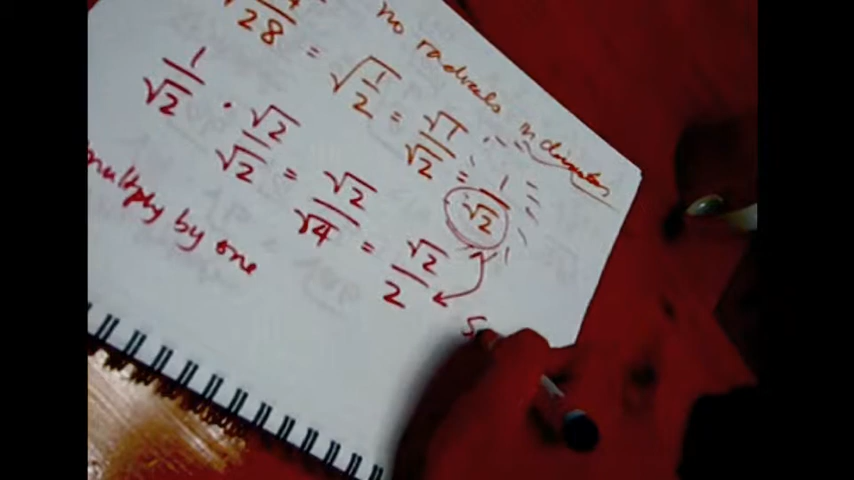 no radicals in
√28 = √1/2 = √1/√2 = 1/√2
1/√2 · √2/√2 = √2/√4 = √2/2
multiply by one
S